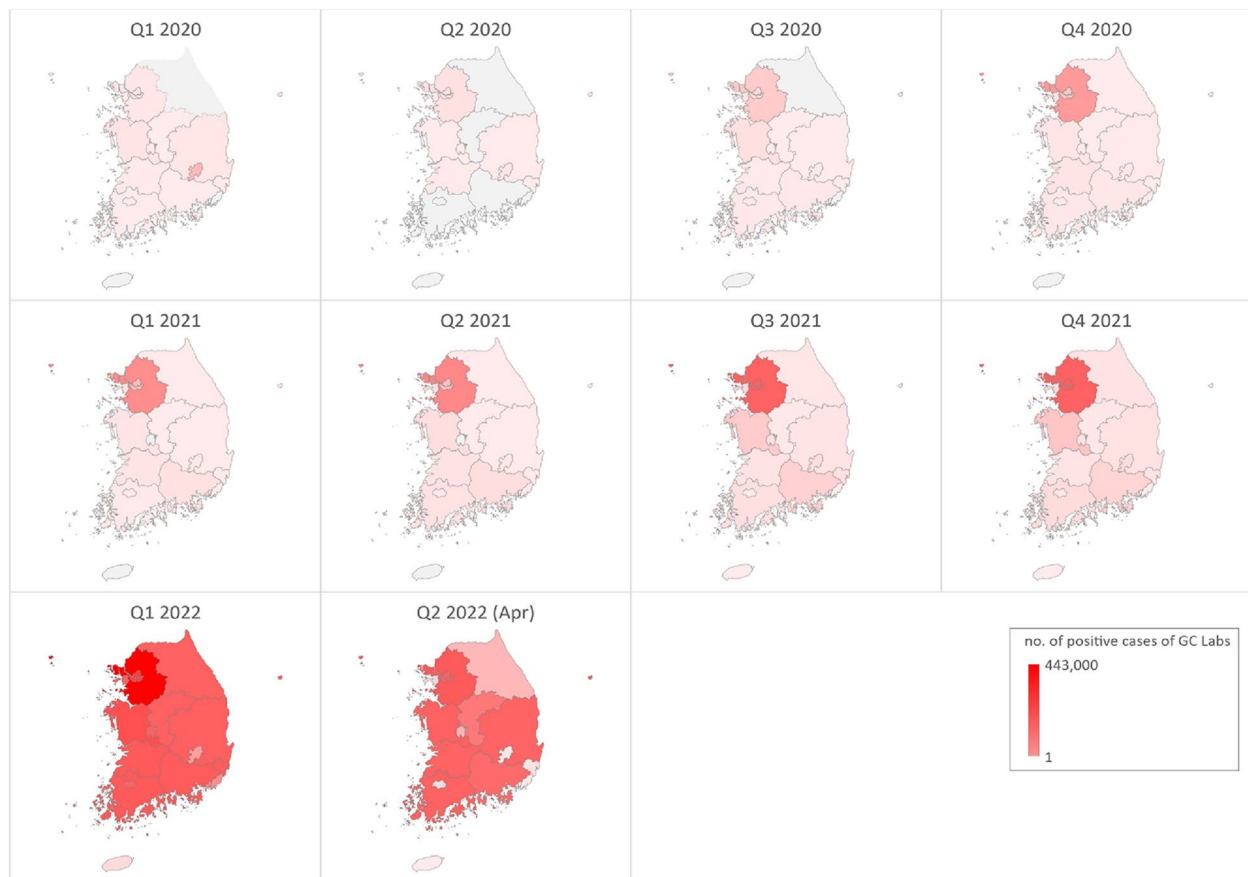 Q1 2020
Q2 2020
Q3 2020
Q4 2020
Q1 2021
Q2 2021
Q3 2021
Q4 2021
Q1 2022
Q2 2022 (Apr)
no. of positive cases of GC Labs
443,000
1